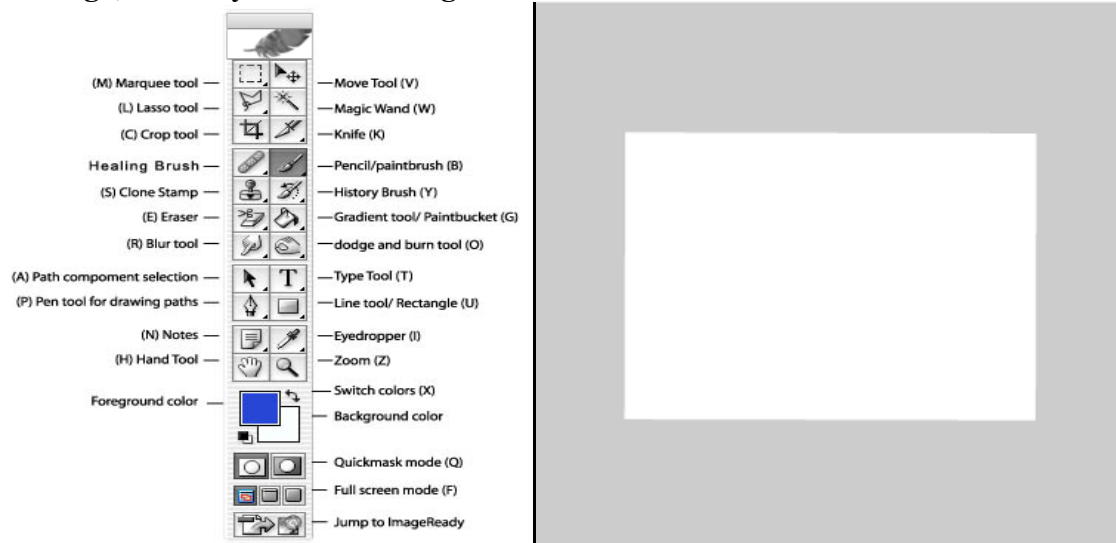 (M) Marquee tool
Move Tool (V)
(L) Lasso tool
Magic Wand (W)
(C) Crop tool
Knife (K)
Healing Brush
Pencil/paintbrush (B)
(S) Clone Stamp
History Brush (Y)
(E) Eraser
Gradient tool/ Paintbucket (G)
(R) Blur tool
dodge and burn tool (O)
(A) Path compoment selection
T
Type Tool (T)
(P) Pen tool for drawing paths
Line tool/ Rectangle (U)
(N) Notes
Eyedropper (I)
(H) Hand Tool
Zoom (Z)
Switch colors (X)
Foreground color
Background color
Quickmask mode (Q)
Full screen mode (F)
Jump to ImageReady